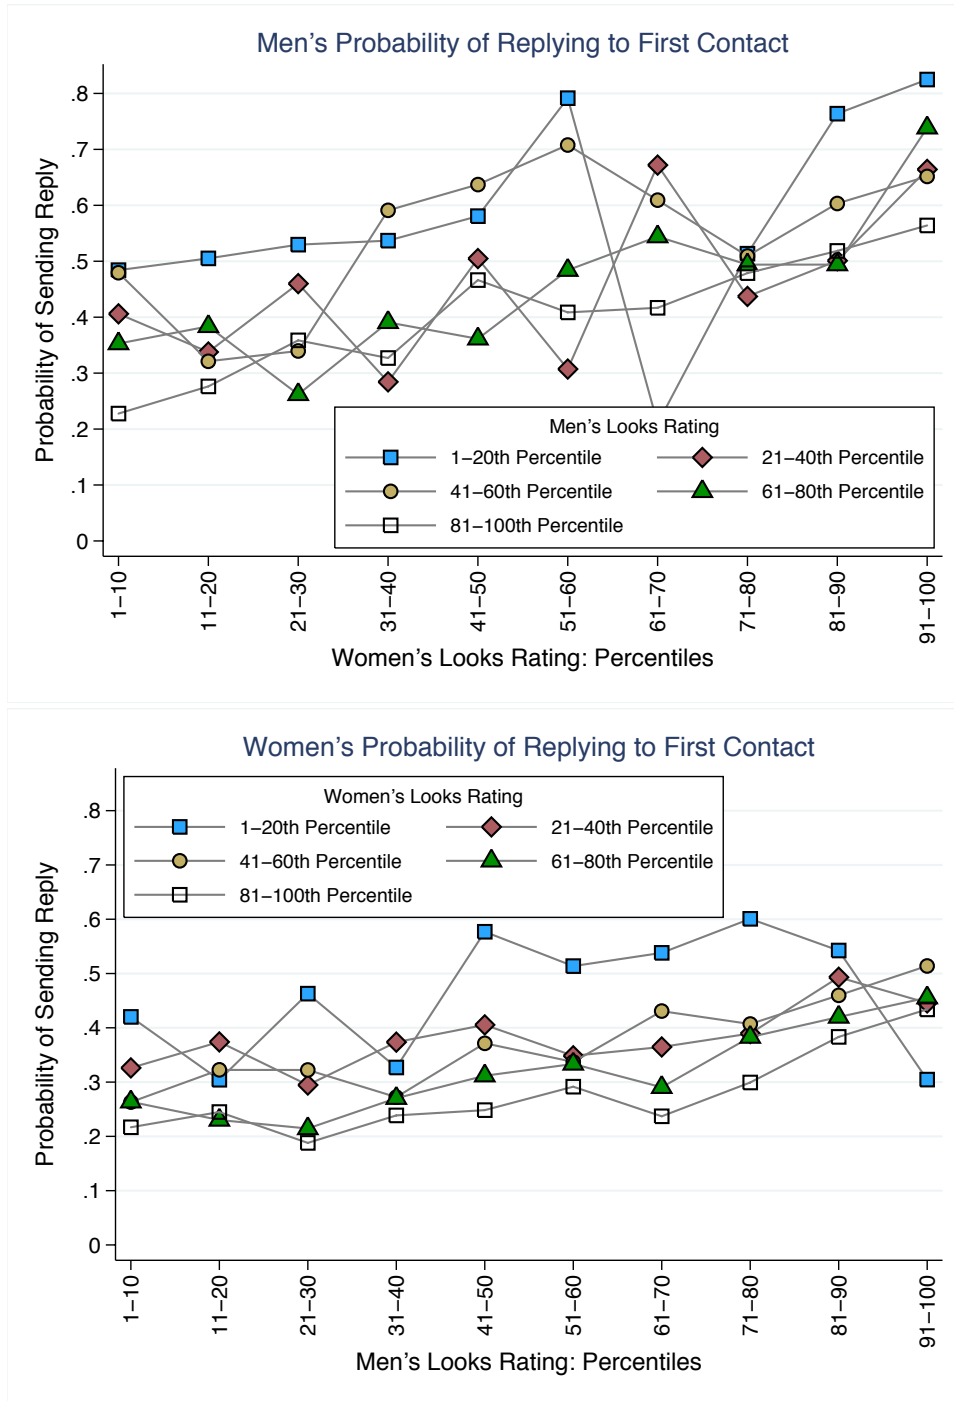 Men's Probability of Replying to First Contact
Probability of Sending Reply
.8
.7
.6
.5
.4
.3
.2
.1
0
Men's Looks Rating
1–20th Percentile
21–40th Percentile
41–60th Percentile
61–80th Percentile
81–100th Percentile
1–10
11–20
21–30
31–40
41–50
51–60
61–70
71–80
81–90
91–100
Women's Looks Rating: Percentiles
Women's Probability of Replying to First Contact
Probability of Sending Reply
.8
.7
.6
.5
.4
.3
.2
.1
0
Women's Looks Rating
1–20th Percentile
21–40th Percentile
41–60th Percentile
61–80th Percentile
81–100th Percentile
1–10
11–20
21–30
31–40
41–50
51–60
61–70
71–80
81–90
91–100
Men's Looks Rating: Percentiles